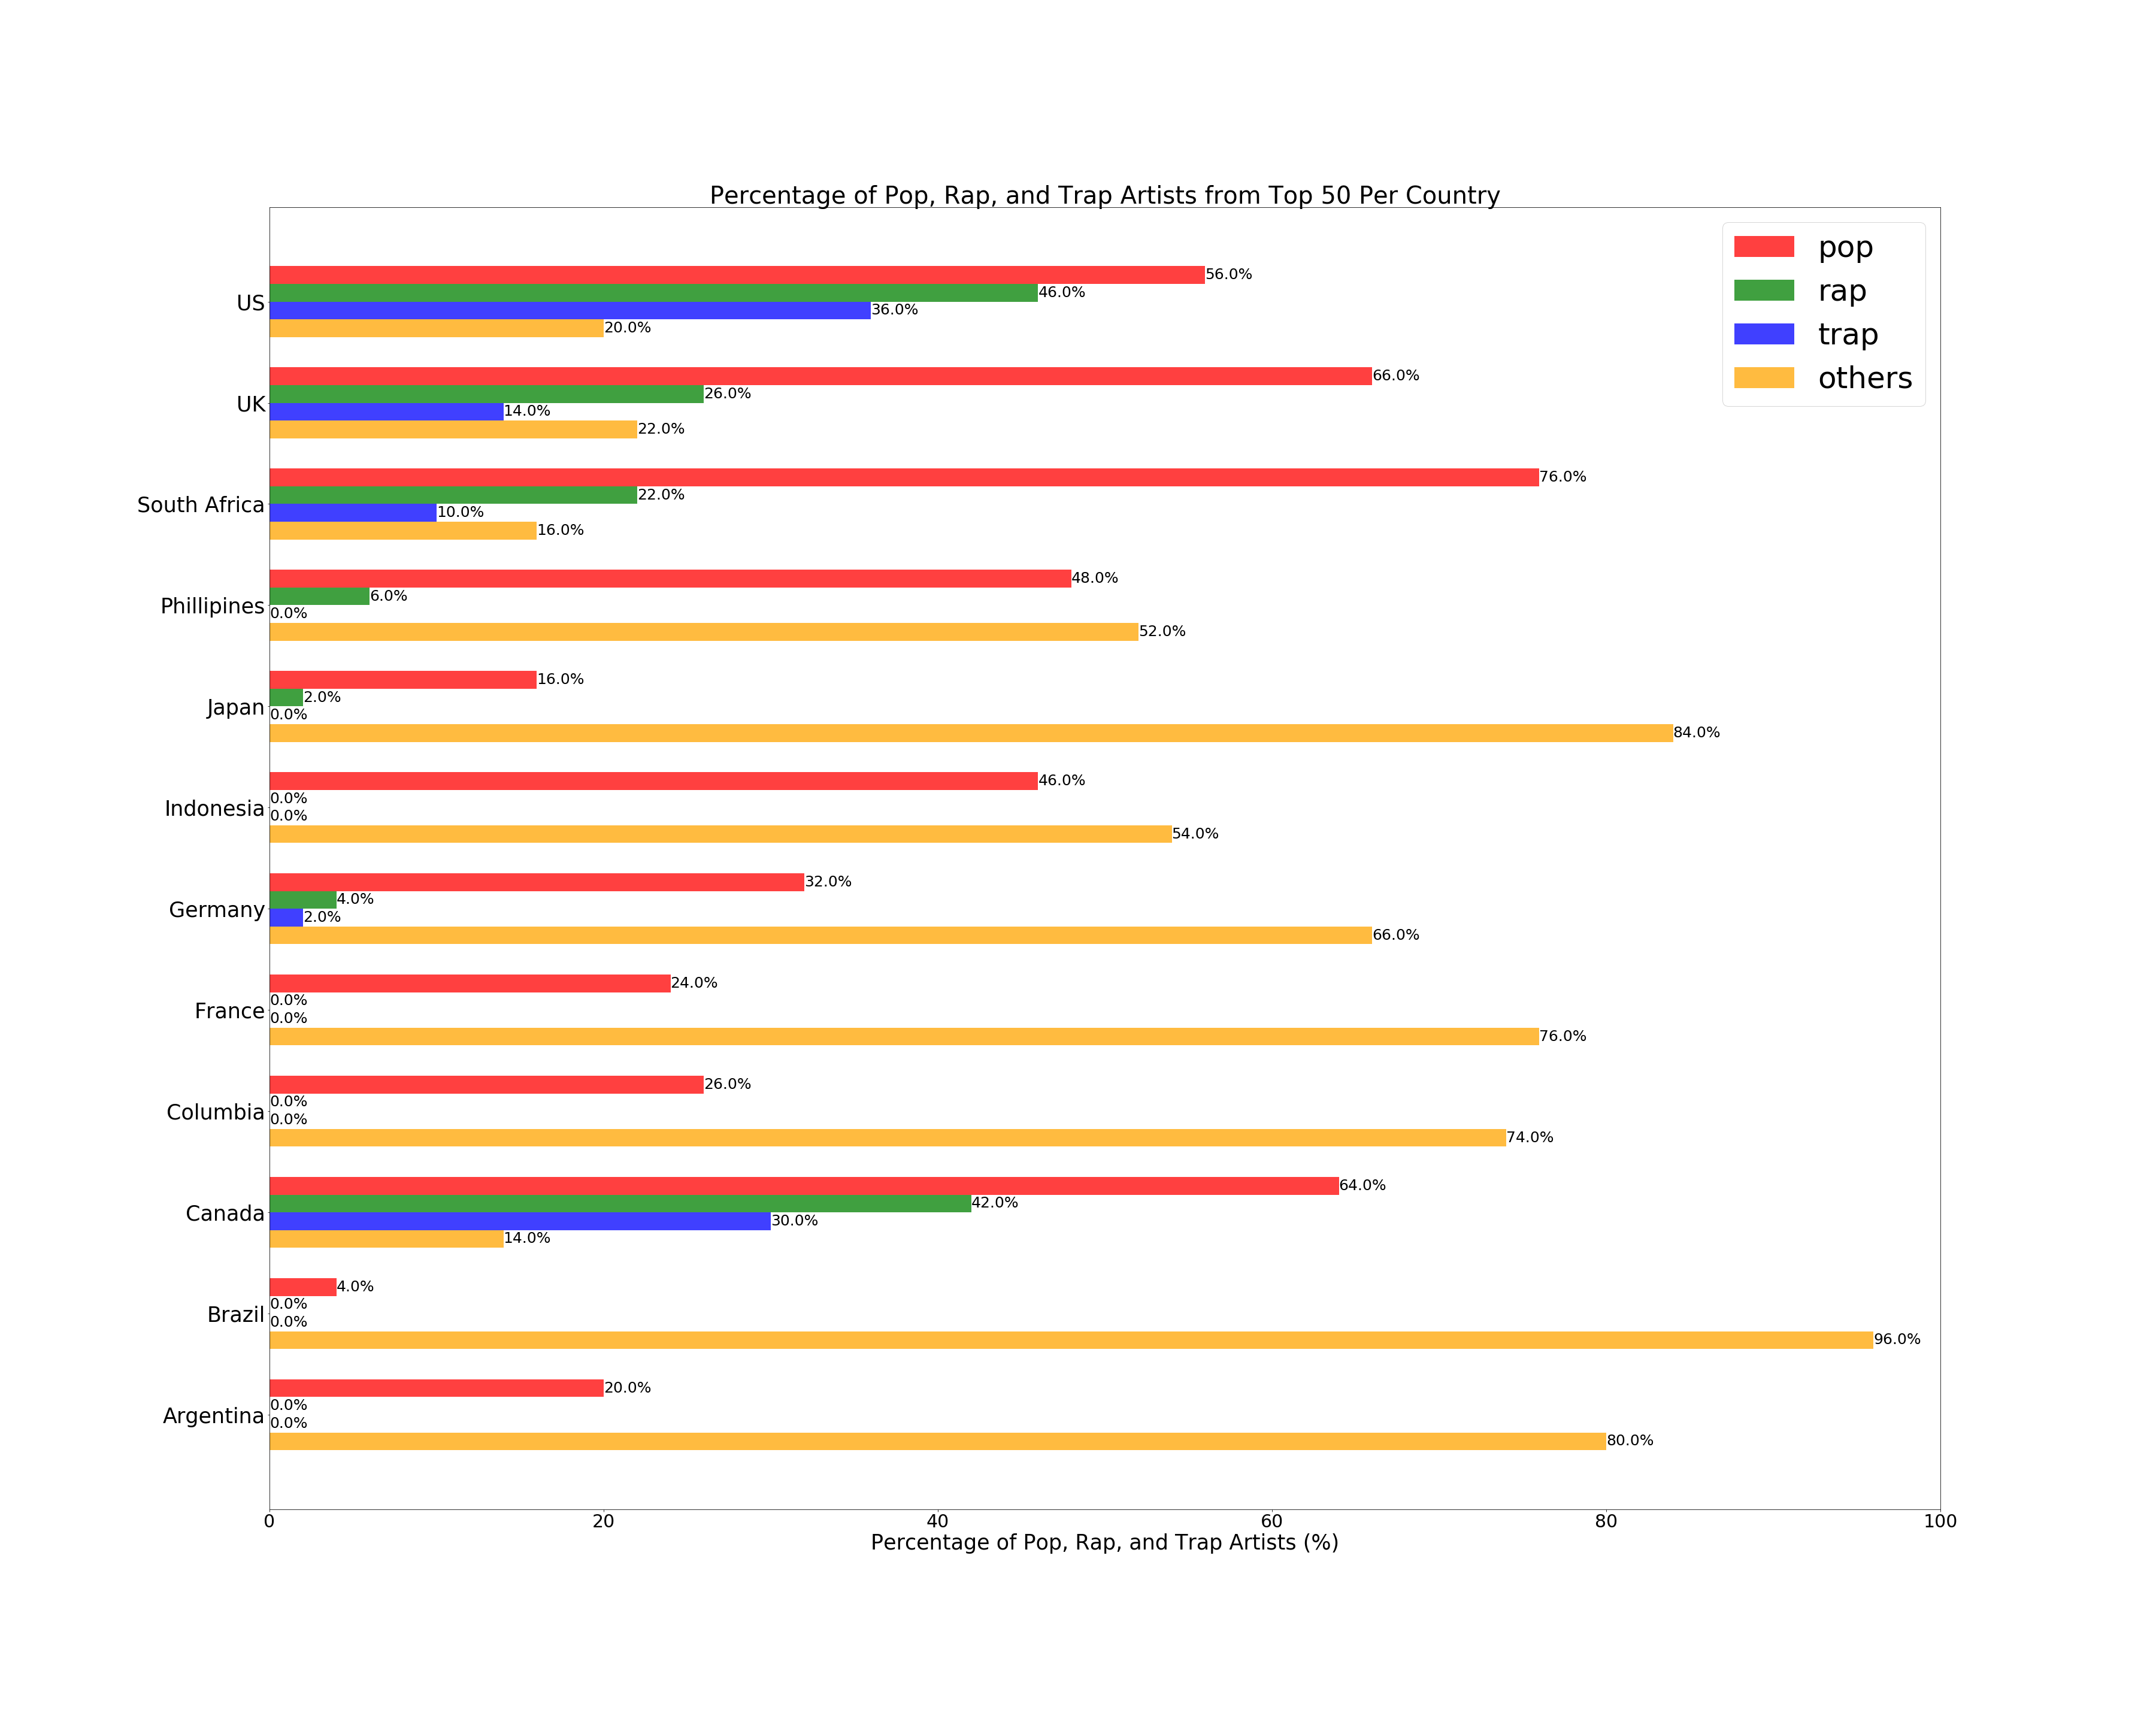 Percentage of Pop, Rap, and Trap Artists from Top 50 Per Country
pop
rap
trap
others
US
56.0%
46.0%
36.0%
20.0%
UK
66.0%
26.0%
14.0%
22.0%
South Africa
76.0%
22.0%
10.0%
16.0%
Phillipines
48.0%
6.0%
0.0%
52.0%
Japan
16.0%
2.0%
0.0%
84.0%
Indonesia
46.0%
0.0%
0.0%
54.0%
Germany
32.0%
4.0%
2.0%
66.0%
France
24.0%
0.0%
0.0%
76.0%
Columbia
26.0%
0.0%
0.0%
74.0%
Canada
64.0%
42.0%
30.0%
14.0%
Brazil
4.0%
0.0%
0.0%
96.0%
Argentina
20.0%
0.0%
0.0%
80.0%
0 20 40 60 80 100
Percentage of Pop, Rap, and Trap Artists (%)